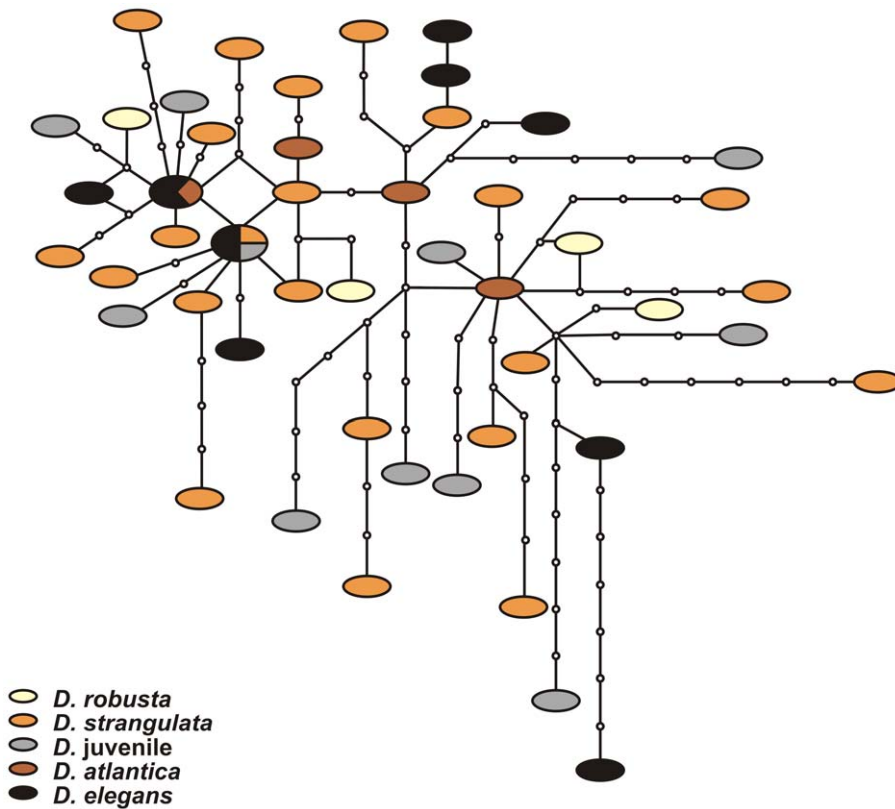 D. robusta
D. strangulata
D. juvenile
D. atlantica
D. elegans